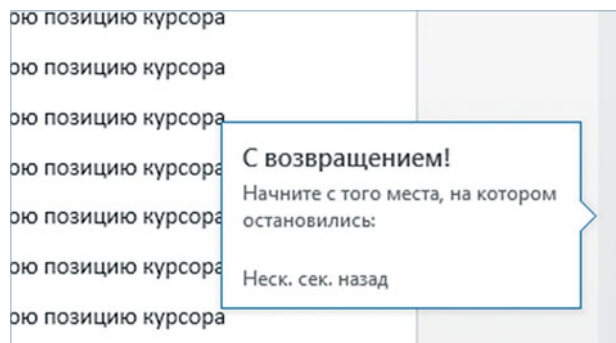 ою позицию курсора
ою позицию курсора
ою позицию курсора
ою позицию курсора
ою позицию курсора
ою позицию курсора
ою позицию курсора
С возвращением!
Начните с того места, на котором
остановились:
Неск. сек. назад